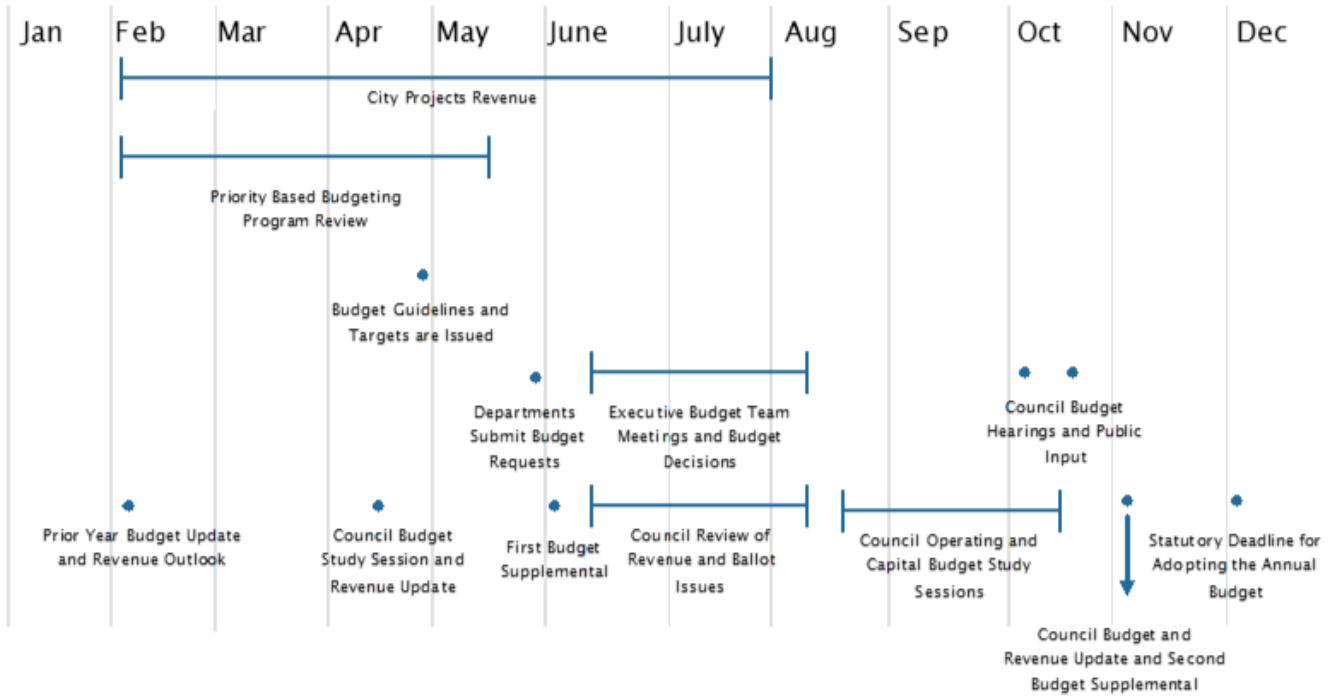 Jan Feb Mar Apr May June July Aug Sep Oct Nov Dec
City Projects Revenue
Priority Based Budgeting
Program Review
Budget Guidelines and
Targets are Issued
Departments
Submit Budget
Requests
Executive Budget Team
Meetings and Budget
Decisions
Council Budget
Hearings and Public
Input
Prior Year Budget Update
and Revenue Outlook
Council Budget
Study Session and
Revenue Update
First Budget
Supplemental
Council Review of
Revenue and Ballot
Issues
Council Operating and
Capital Budget Study
Sessions
Statutory Deadline for
Adopting the Annual
Budget
Council Budget and
Revenue Update and Second
Budget Supplemental